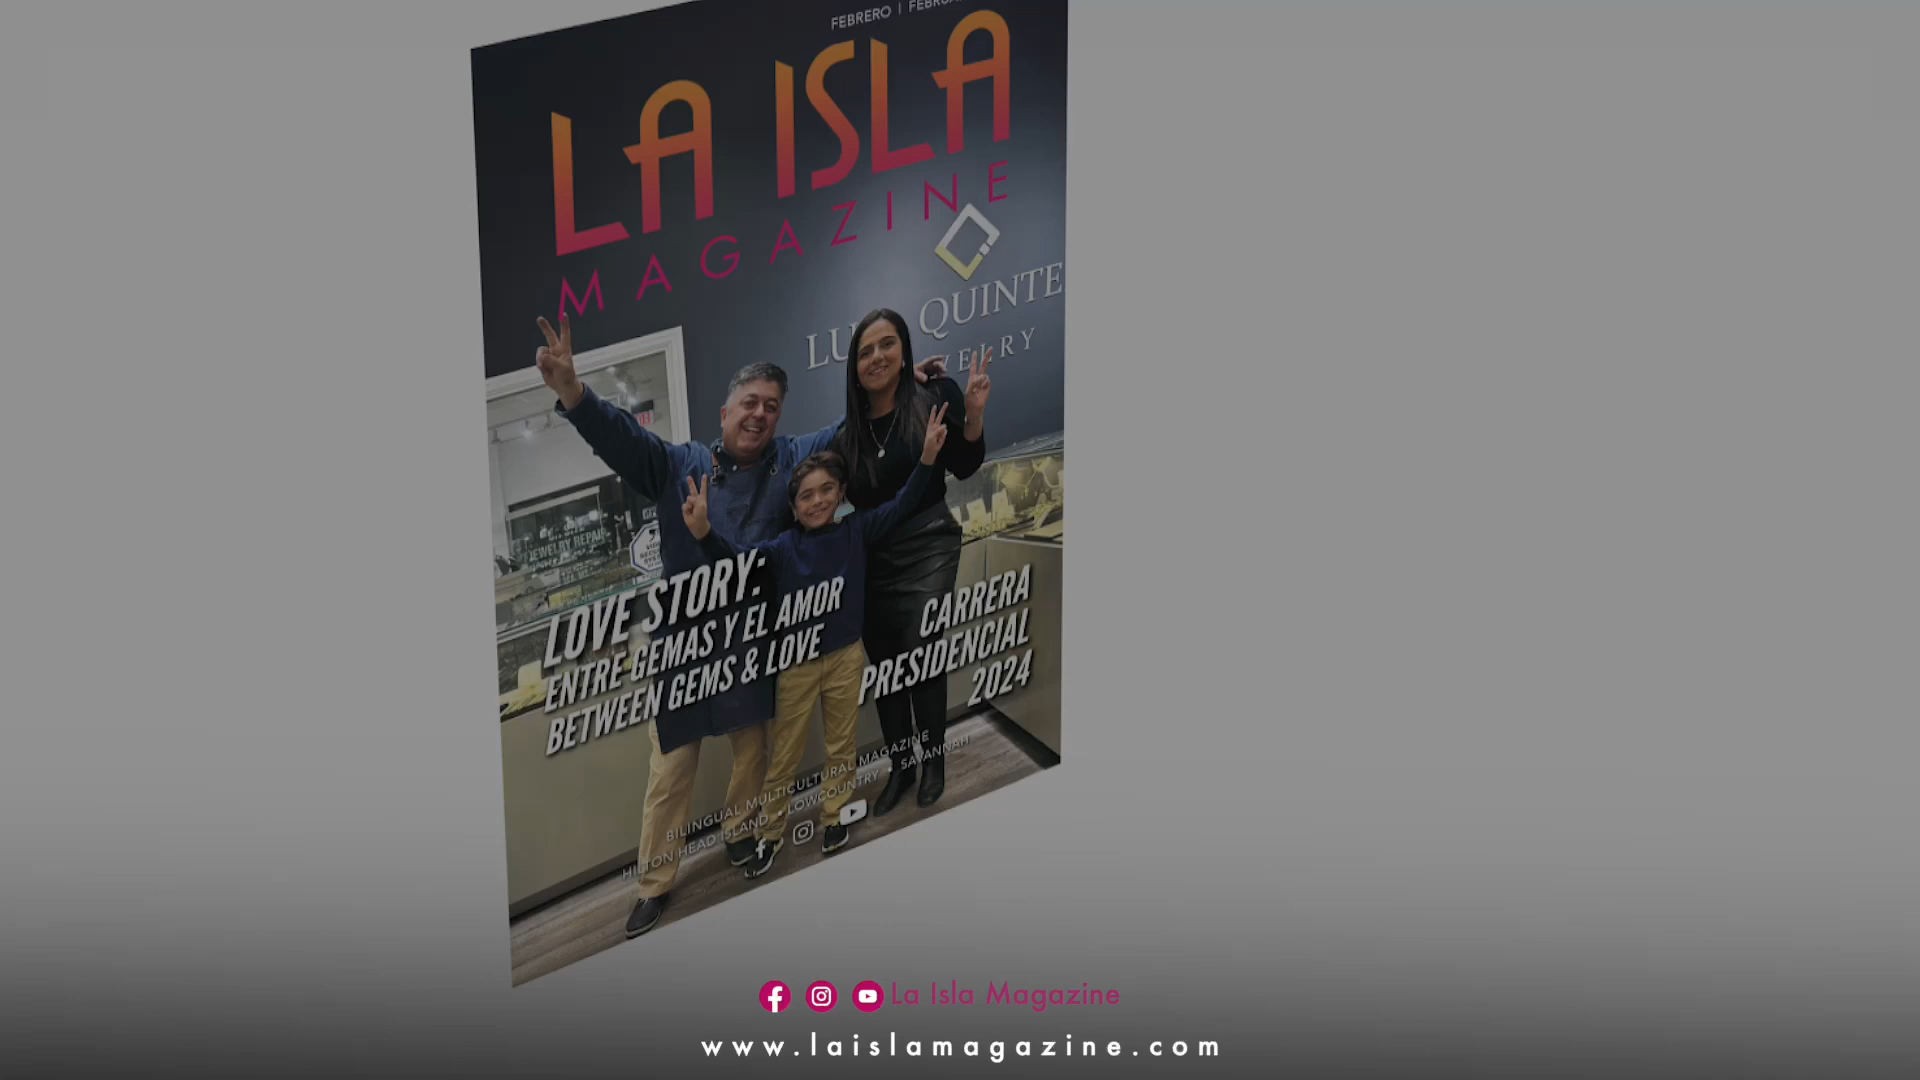 FEBRERO |
LA ISLA
MAGAZINE
QUINTE
JEWELRY REPAIR
LOVE STORY:
ENTRE GEMAS Y EL AMOR
BETWEEN GEMS & LOVE
CARRERA
PRESIDENCIAL
2024
BILINGUAL MULTICULTURAL MAGAZINE
HILTON HEAD ISLAND • LOWCOUNTRY • SAVANNAH
La Isla Magazine
www.laislamagazine.com